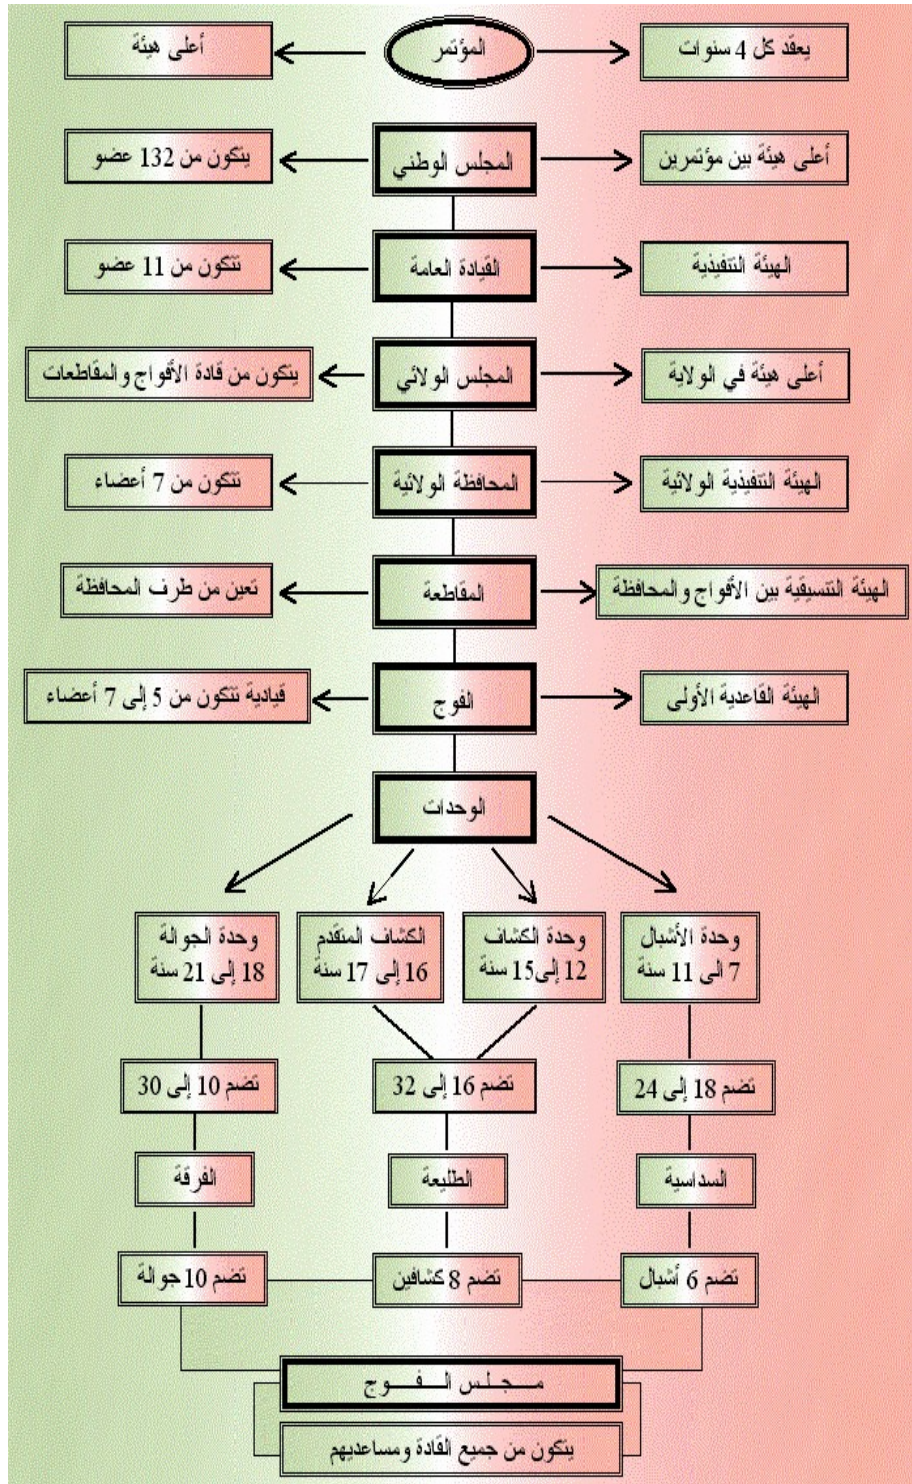 يعقد كل 4 سنوات
المؤتمر
أعلى هيئة
أعلى هيئة بين مؤتمرين
المجلس الوطني
يتكون من 132 عضو
الهيئة التنفيذية
القيادة العامة
تتكون من 11 عضو
أعلى هيئة في الولاية
المجلس الولائي
يتكون من قادة الأفواج والمقاطعات
الهيئة التنفيذية الولائية
المحافظة الولائية
تتكون من 7 أعضاء
الهيئة التنسيقية بين الأفواج والمحافظة
المقاطعة
تعين من طرف المحافظة
الهيئة القاعدية الأولى
الفوج
قيادية تتكون من 5 إلى 7 أعضاء
الوحدات
وحدة الأشبال
7 الى 11 سنة
وحدة الكشاف
12 إلى15 سنة
الكشاف المتقدم
16 إلى 17 سنة
وحدة الجوالة
18 إلى 21 سنة
تضم 18 إلى 24
تضم 16 إلى 32
تضم 10 إلى 30
السداسية
الطليعة
الفرقة
تضم 6 أشبال
تضم 8 كشافين
تضم 10 جوالة
مـــجـلـس الـــفـــوج
يتكون من جميع القادة ومساعديهم